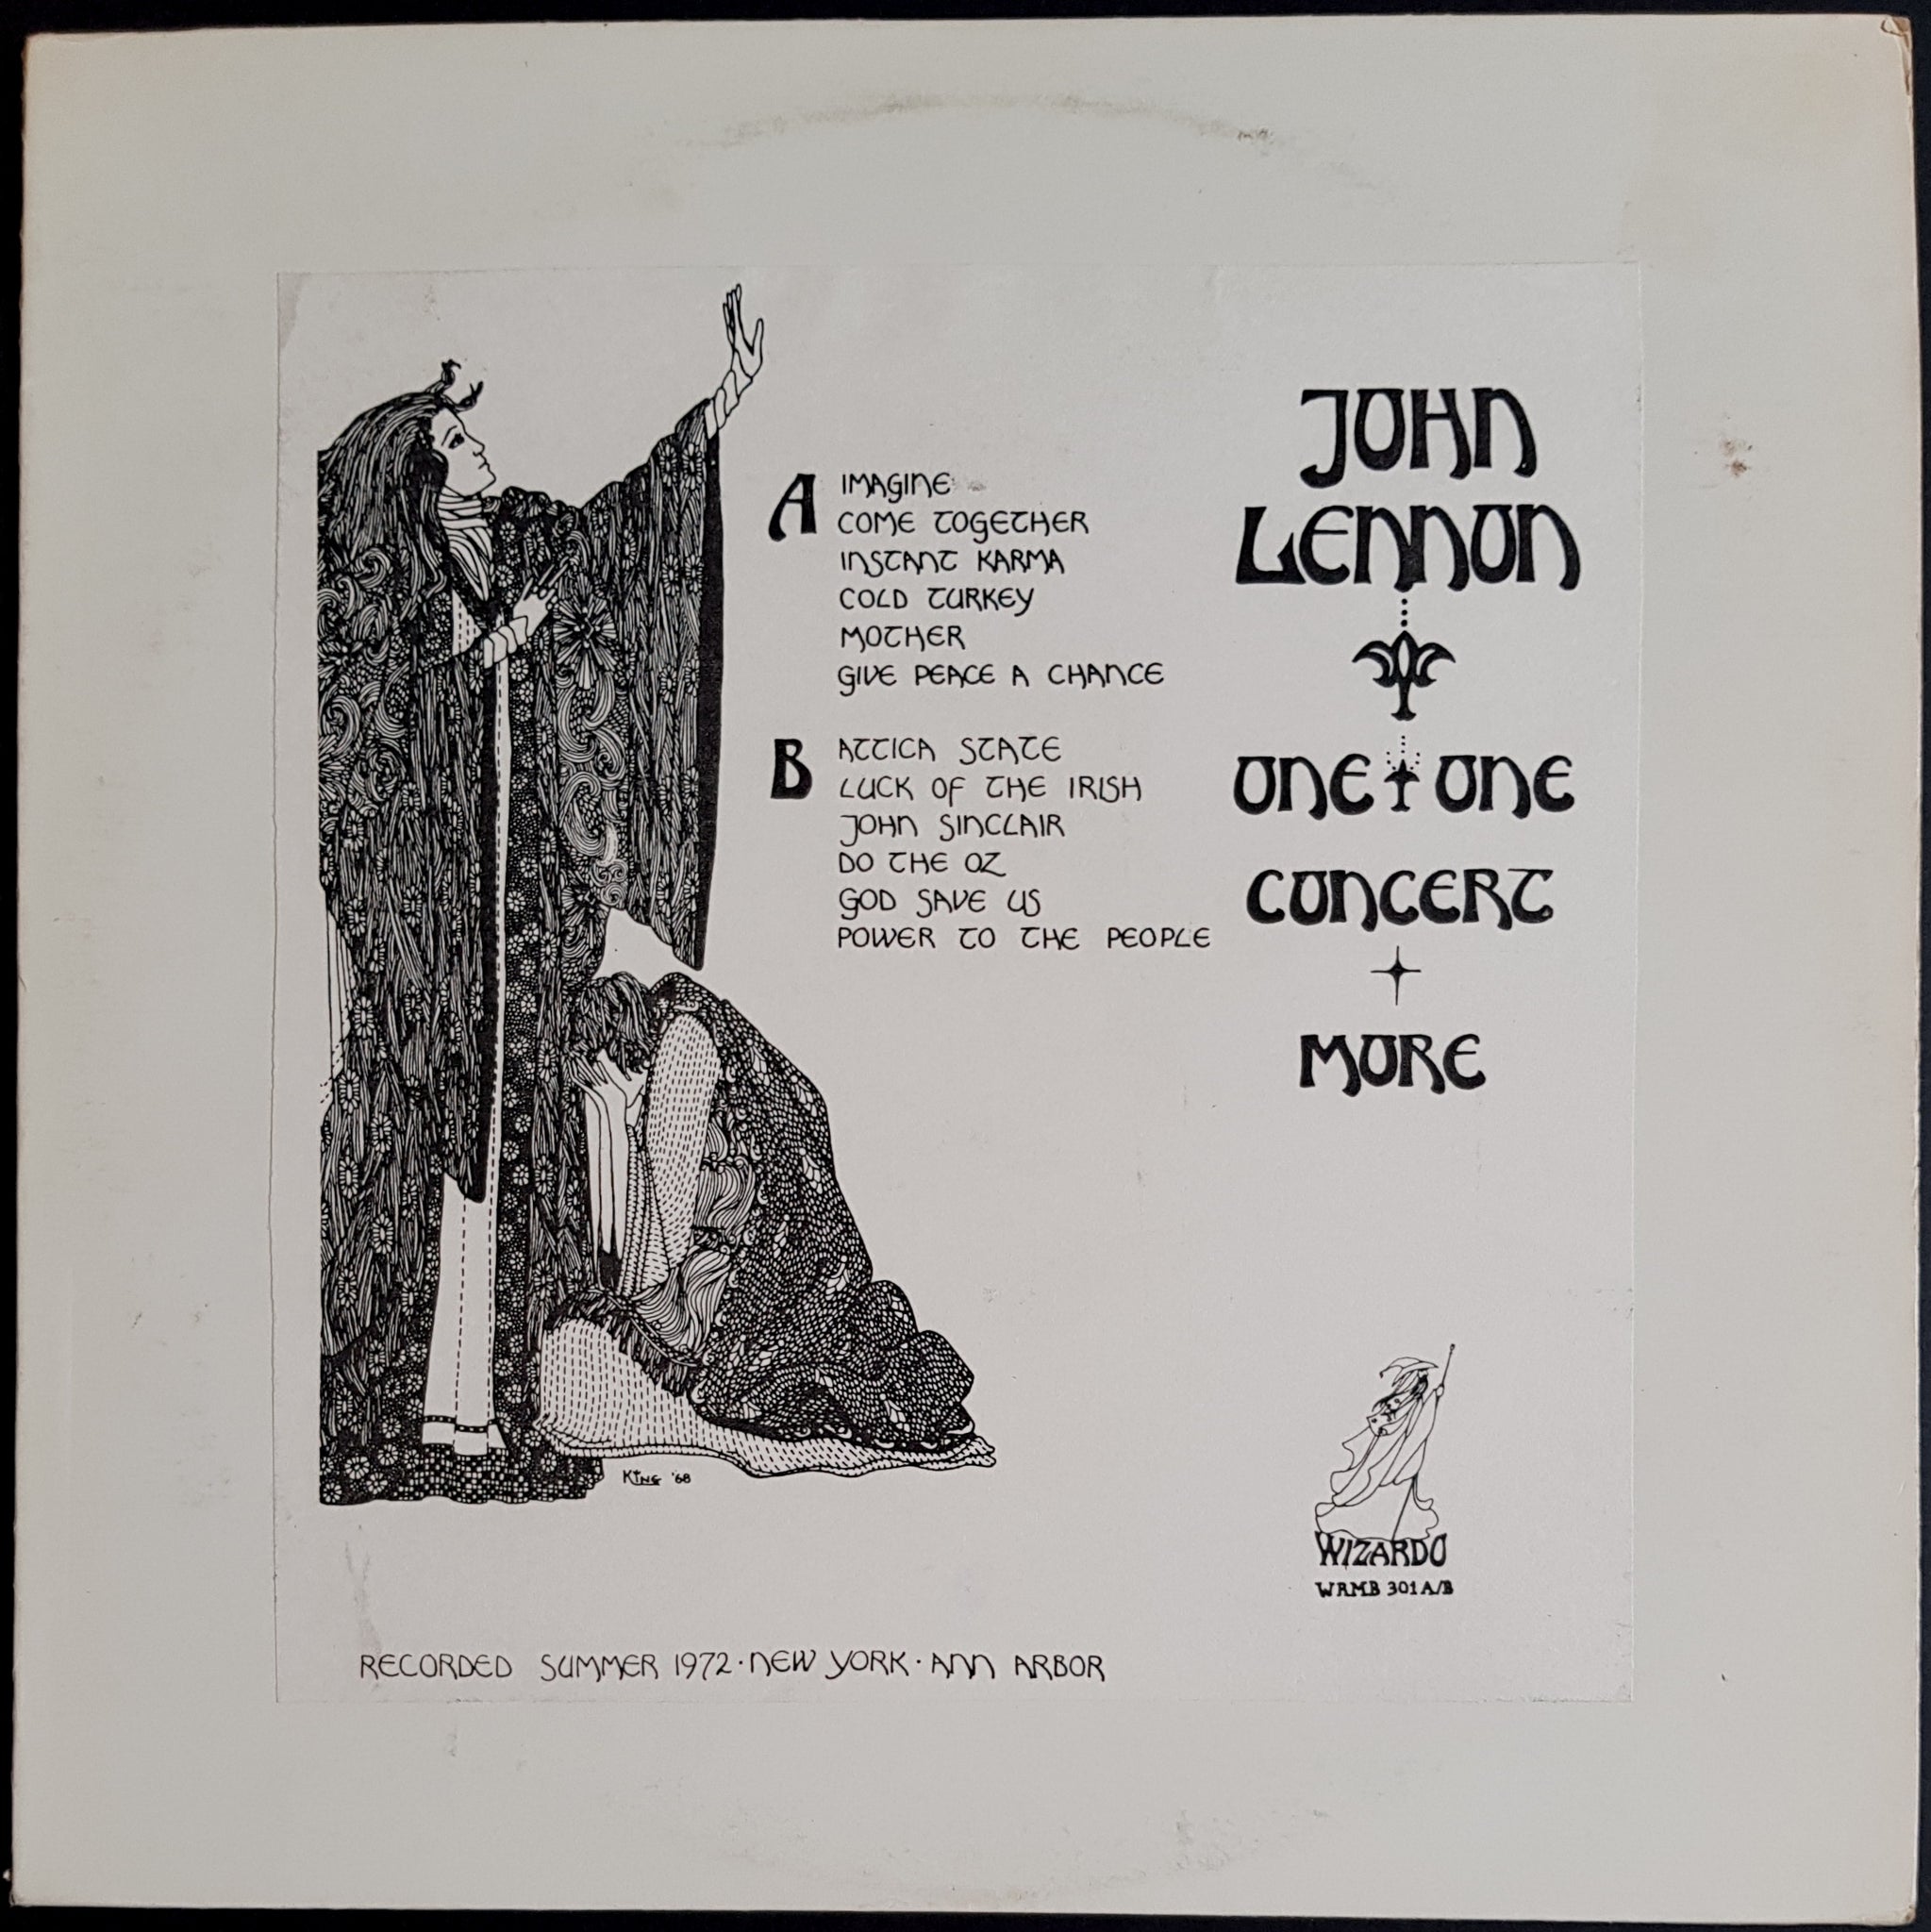 JOHN
LENNON
ONE ONE
CONCERT
MORE
A
IMAGINE
COME TOGETHER
INSTANT KARMA
COLD TURKEY
MOTHER
GIVE PEACE A CHANCE
B
ATTICA STATE
LUCK OF THE IRISH
JOHN SINCLAIR
DO THE OZ
GOD SAVE US
POWER TO THE PEOPLE
KING '68
WIZARDO
WRMB 301 A/B
RECORDED SUMMER 1972 · NEW YORK · ANN ARBOR